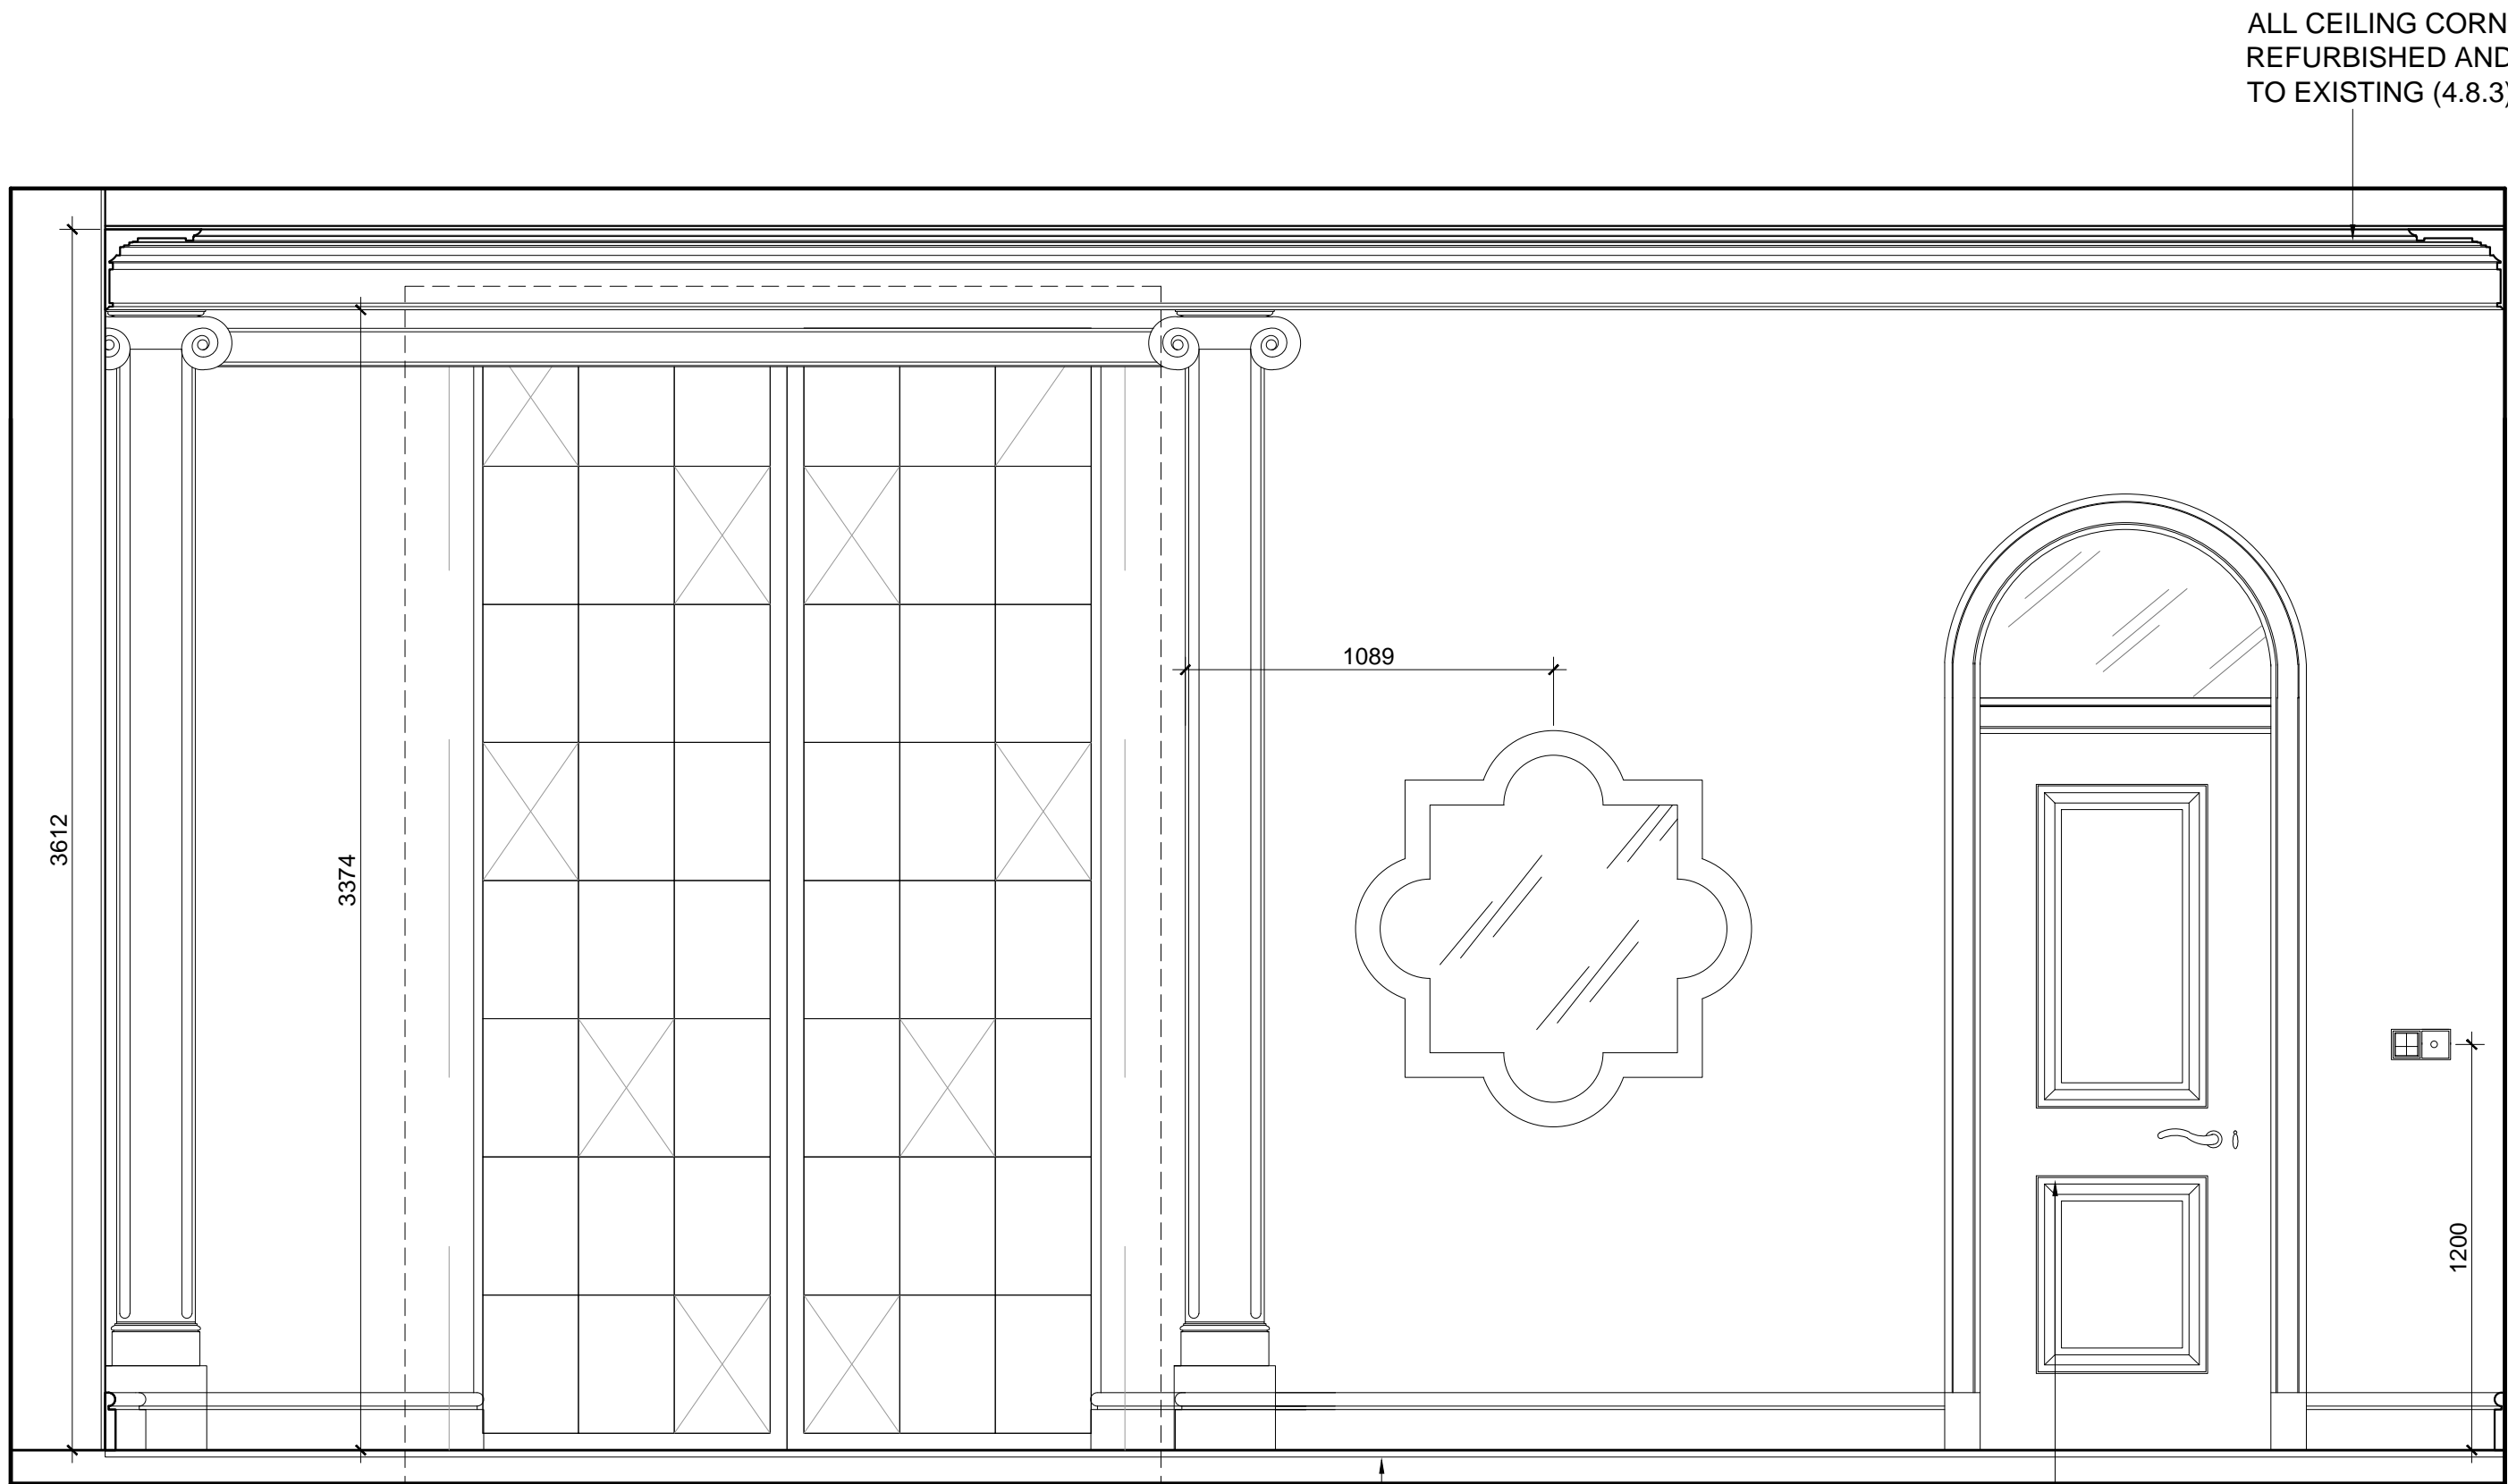 ALL CEILING CORN
REFURBISHED AND
TO EXISTING (4.8.3)
1089
3612
3374
1200